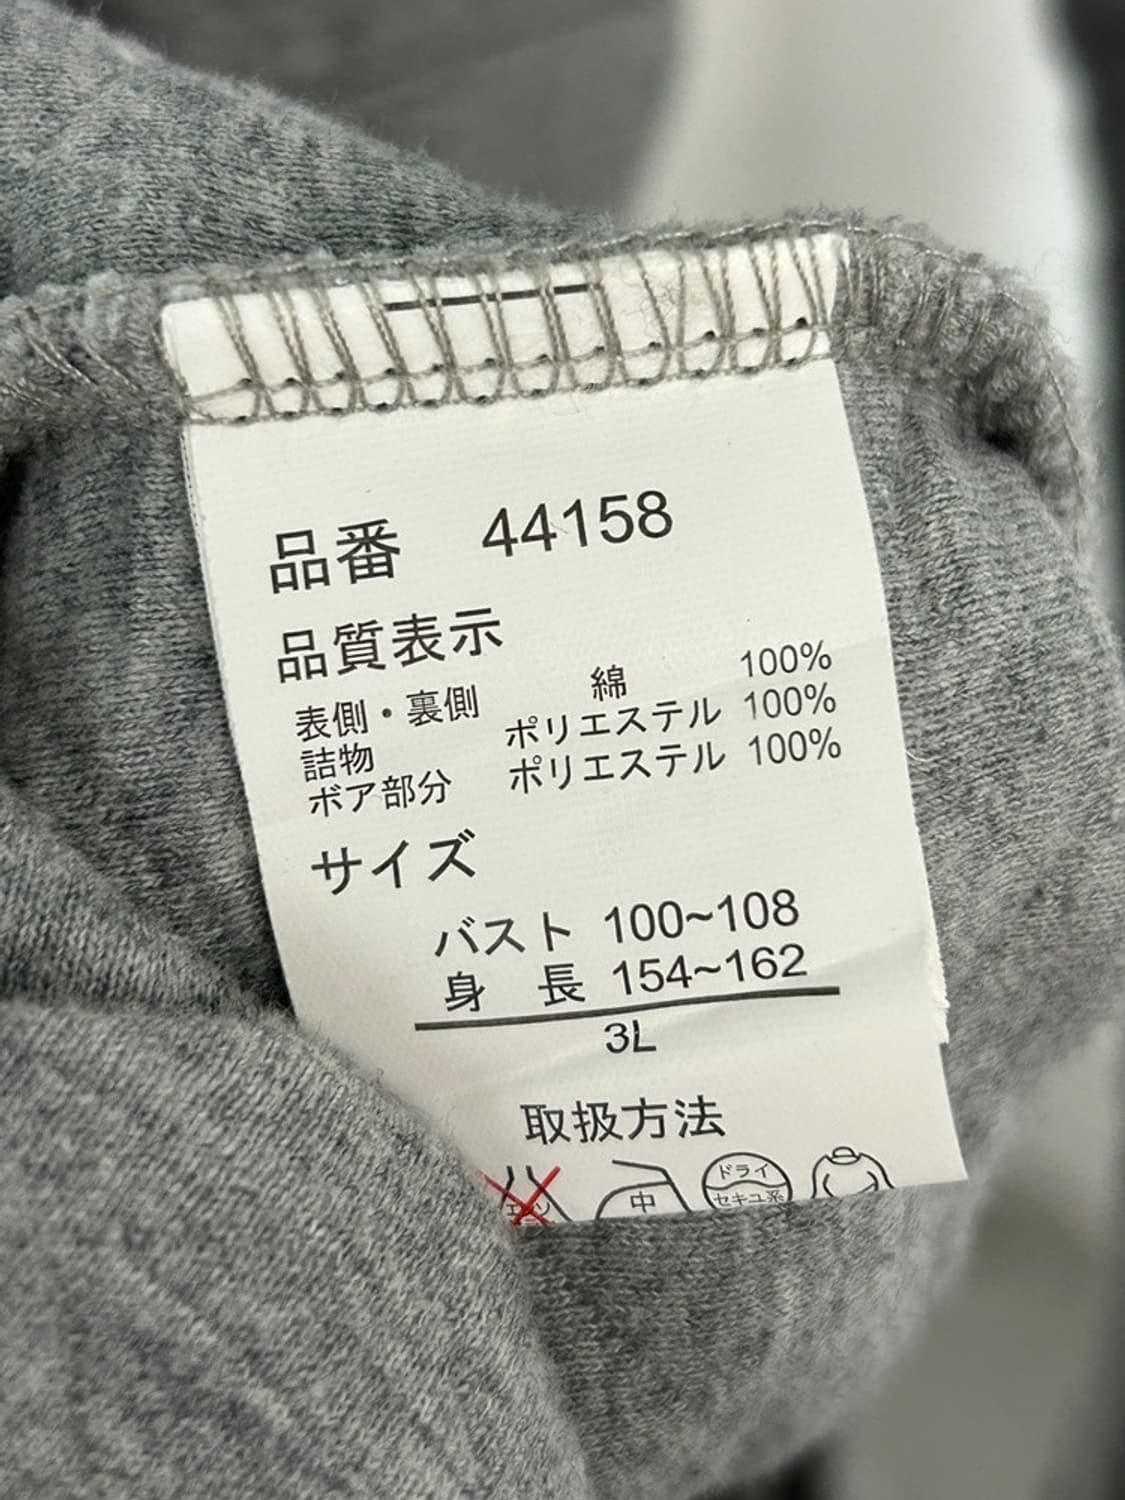 品番 44158
品質表示
表側・裏側 綿 100%
詰物 ポリエステル 100%
ボア部分 ポリエステル 100%
サイズ
バスト 100~108
身 長 154~162
3L
取扱方法
中 ドライ
セキユ系